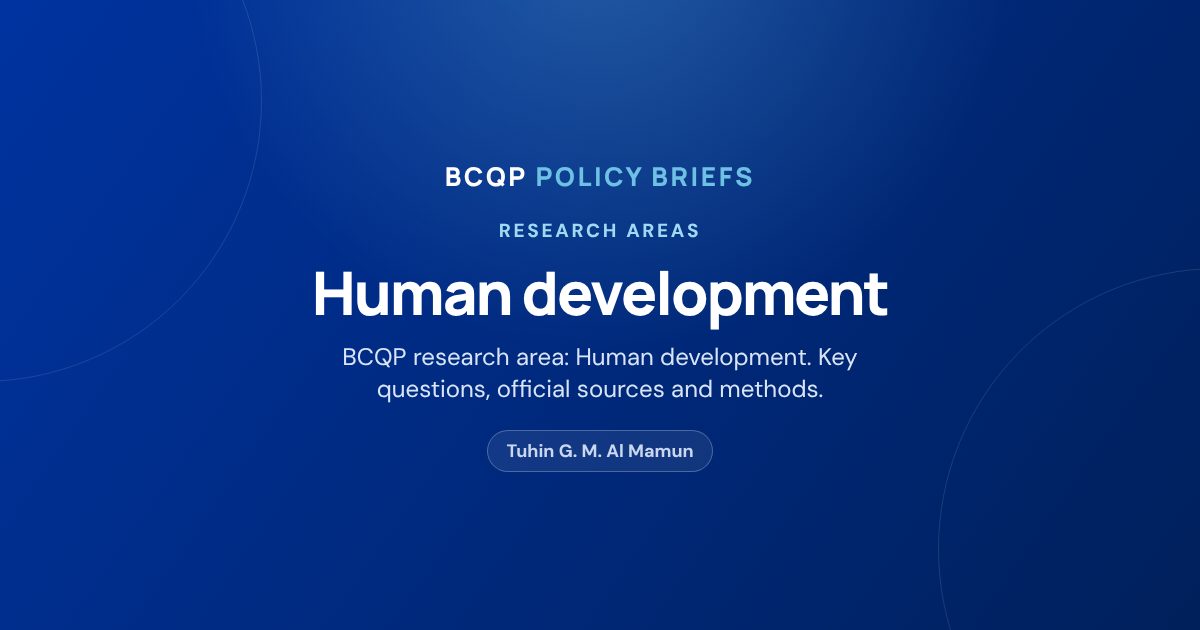 BCQP POLICY BRIEFS
RESEARCH AREAS
Human development
BCQP research area: Human development. Key
questions, official sources and methods.
Tuhin G. M. Al Mamun